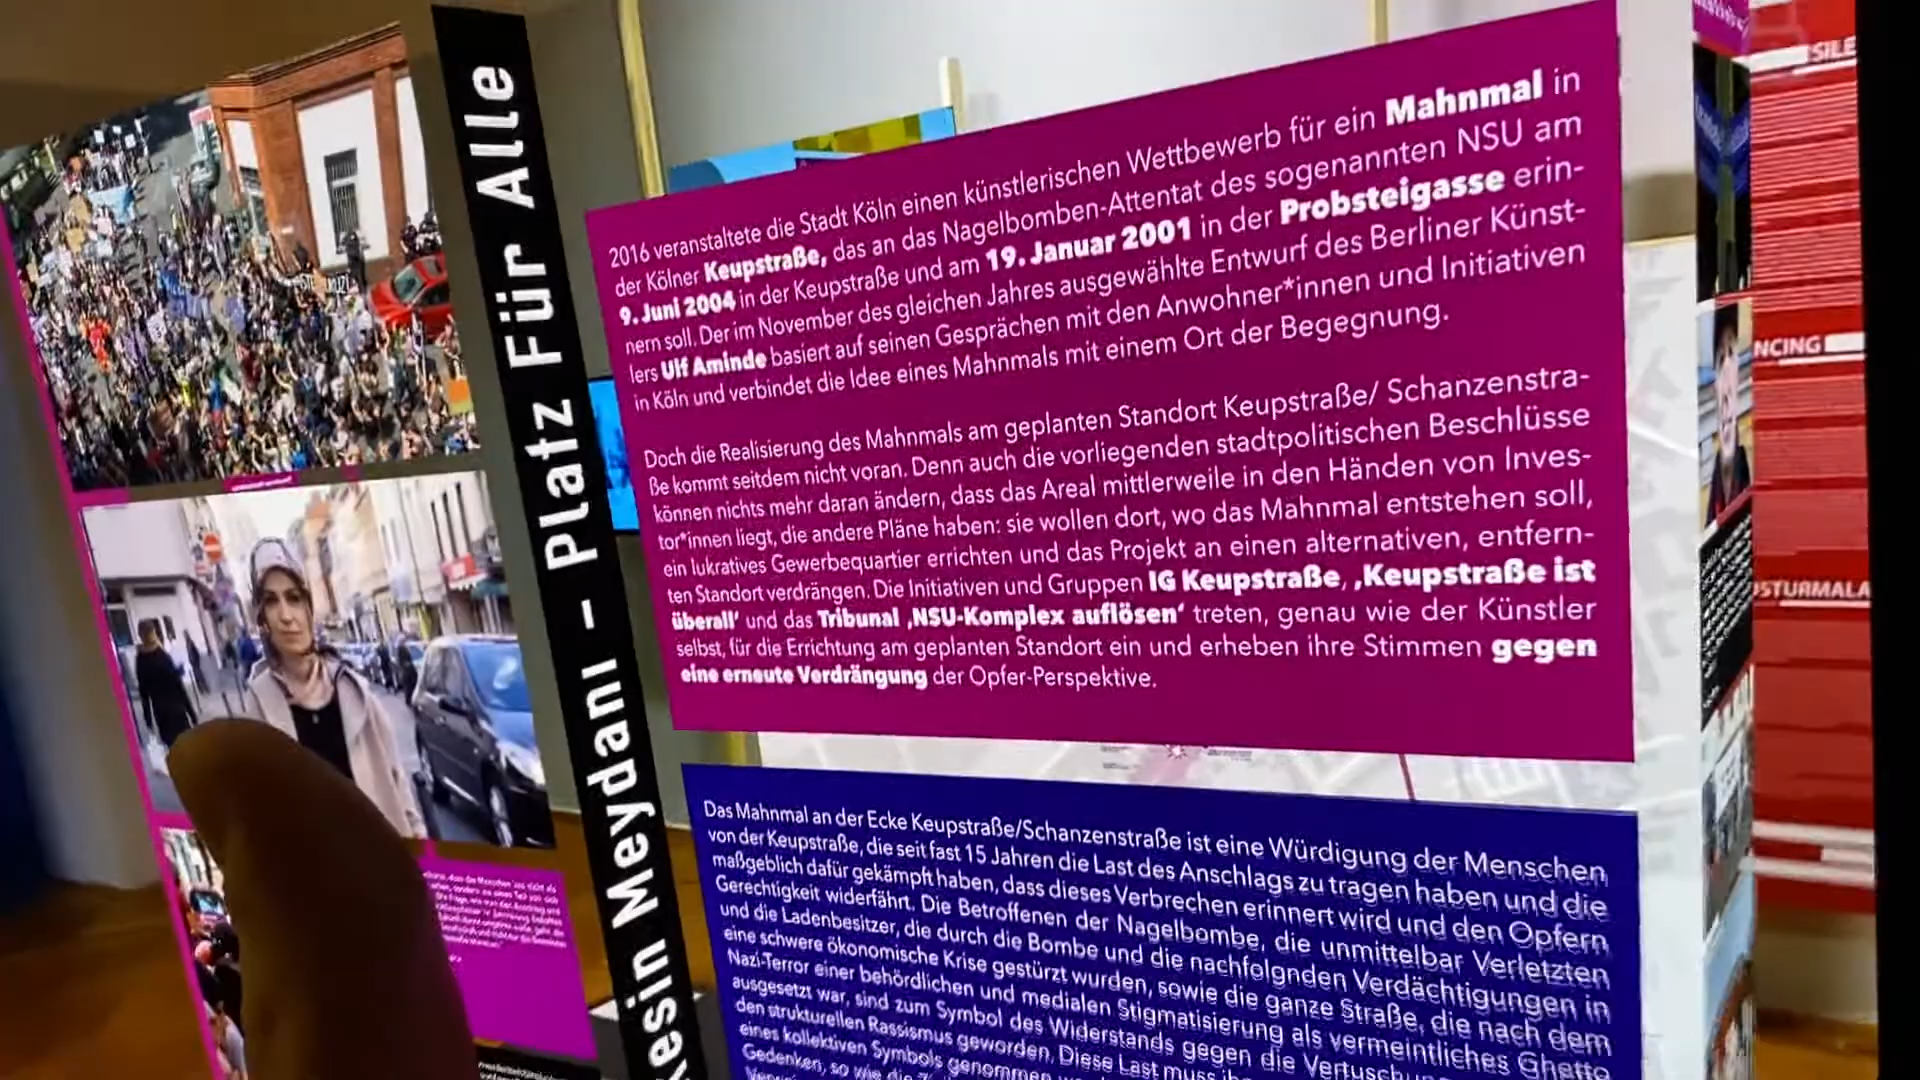 Platz Für Alle
esin Meydanı –
2016 veranstaltete die Stadt Köln einen künstlerischen Wettbewerb für ein Mahnmal in
der Kölner Keupstraße, das an das Nagelbomben-Attentat des sogenannten NSU am
9. Juni 2004 in der Keupstraße und am 19. Januar 2001 in der Probsteigasse erin-
nern soll. Der im November des gleichen Jahres ausgewählte Entwurf des Berliner Künst-
lers Ulf Aminde basiert auf seinen Gesprächen mit den Anwohner*innen und Initiativen
in Köln und verbindet die Idee eines Mahnmals mit einem Ort der Begegnung.
Doch die Realisierung des Mahnmals am geplanten Standort Keupstraße/ Schanzenstra-
ße kommt seitdem nicht voran. Denn auch die vorliegenden stadtpolitischen Beschlüsse
können nichts mehr daran ändern, dass das Areal mittlerweile in den Händen von Inves-
tor*innen liegt, die andere Pläne haben: sie wollen dort, wo das Mahnmal entstehen soll,
ein lukratives Gewerbequartier errichten und das Projekt an einen alternativen, entfern-
ten Standort verdrängen. Die Initiativen und Gruppen IG Keupstraße, ‚Keupstraße ist
überall‘ und das Tribunal ‚NSU-Komplex auflösen‘ treten, genau wie der Künstler
selbst, für die Errichtung am geplanten Standort ein und erheben ihre Stimmen gegen
eine erneute Verdrängung der Opfer-Perspektive.
Das Mahnmal an der Ecke Keupstraße/Schanzenstraße ist eine Würdigung der Menschen
von der Keupstraße, die seit fast 15 Jahren die Last des Anschlags zu tragen haben und die
maßgeblich dafür gekämpft haben, dass dieses Verbrechen erinnert wird und den Opfern
Gerechtigkeit widerfährt. Die Betroffenen der Nagelbombe, die unmittelbar Verletzten
und die Ladenbesitzer, die durch die Bombe und die nachfolgnden Verdächtigungen in
eine schwere ökonomische Krise gestürzt wurden, sowie die ganze Straße, die nach dem
Nazi-Terror einer behördlichen und medialen Stigmatisierung als vermeintliches Ghetto
ausgesetzt war, sind zum Symbol des Widerstands gegen die Vertuschu
den strukturellen Rassismus geworden. Diese Last muss
eines kollektiven Symbols genommen
Gedenken, so wie die
SILE
NCING
STURMALA